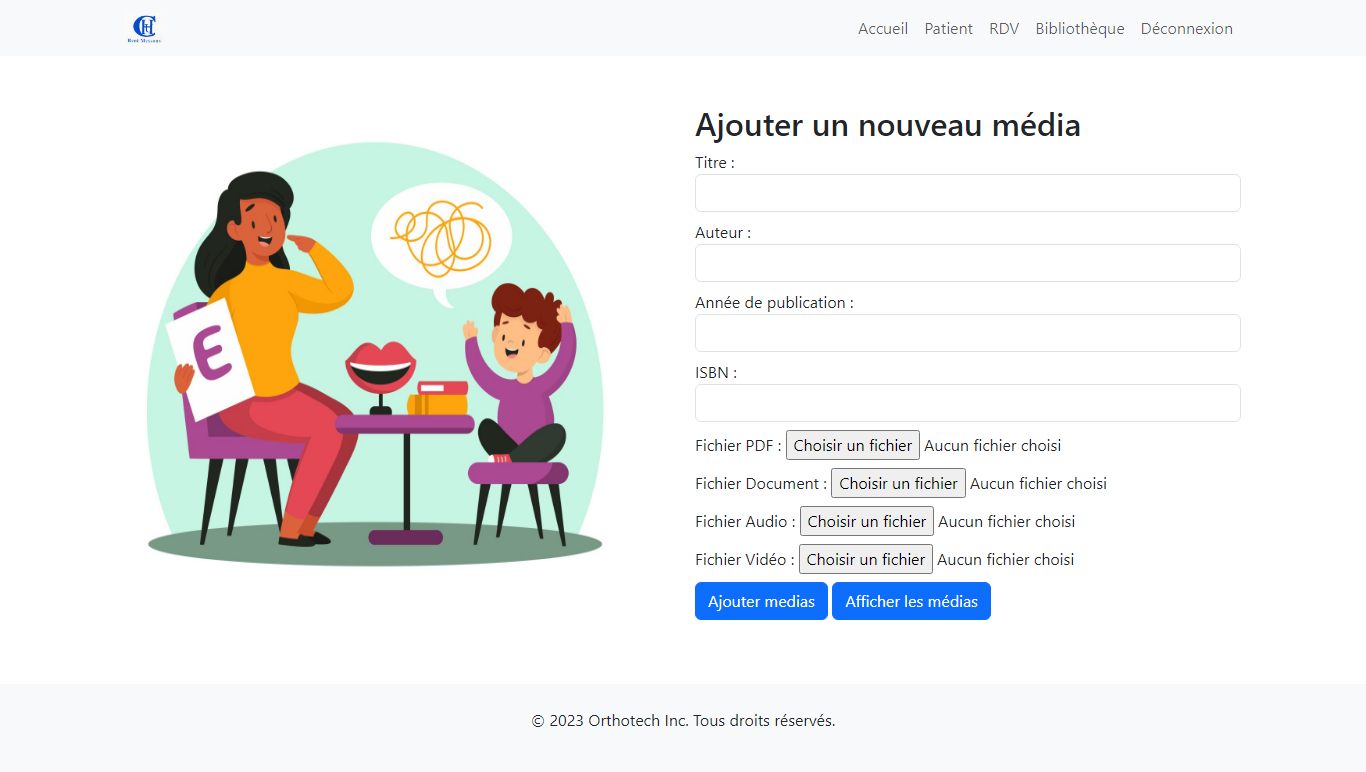 CH
Accueil Patient RDV Bibliothèque Déconnexion
Ajouter un nouveau média
Titre :
Auteur :
Année de publication :
ISBN :
Fichier PDF : Choisir un fichier Aucun fichier choisi
Fichier Document : Choisir un fichier Aucun fichier choisi
Fichier Audio : Choisir un fichier Aucun fichier choisi
Fichier Vidéo : Choisir un fichier Aucun fichier choisi
Ajouter medias Afficher les médias
E
© 2023 Orthotech Inc. Tous droits réservés.